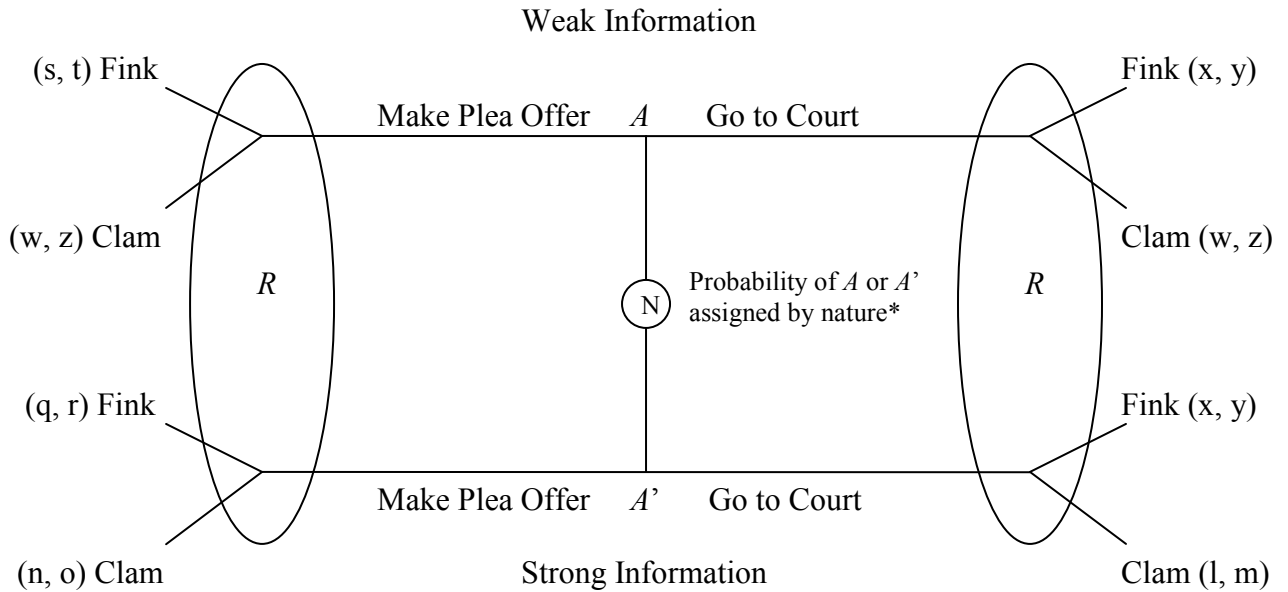 Weak Information
(s, t) Fink
Fink (x, y)
Make Plea Offer A Go to Court
(w, z) Clam
Clam (w, z)
R
N
Probability of A or A’
assigned by nature*
R
(q, r) Fink
Fink (x, y)
Make Plea Offer A’ Go to Court
(n, o) Clam
Strong Information
Clam (l, m)